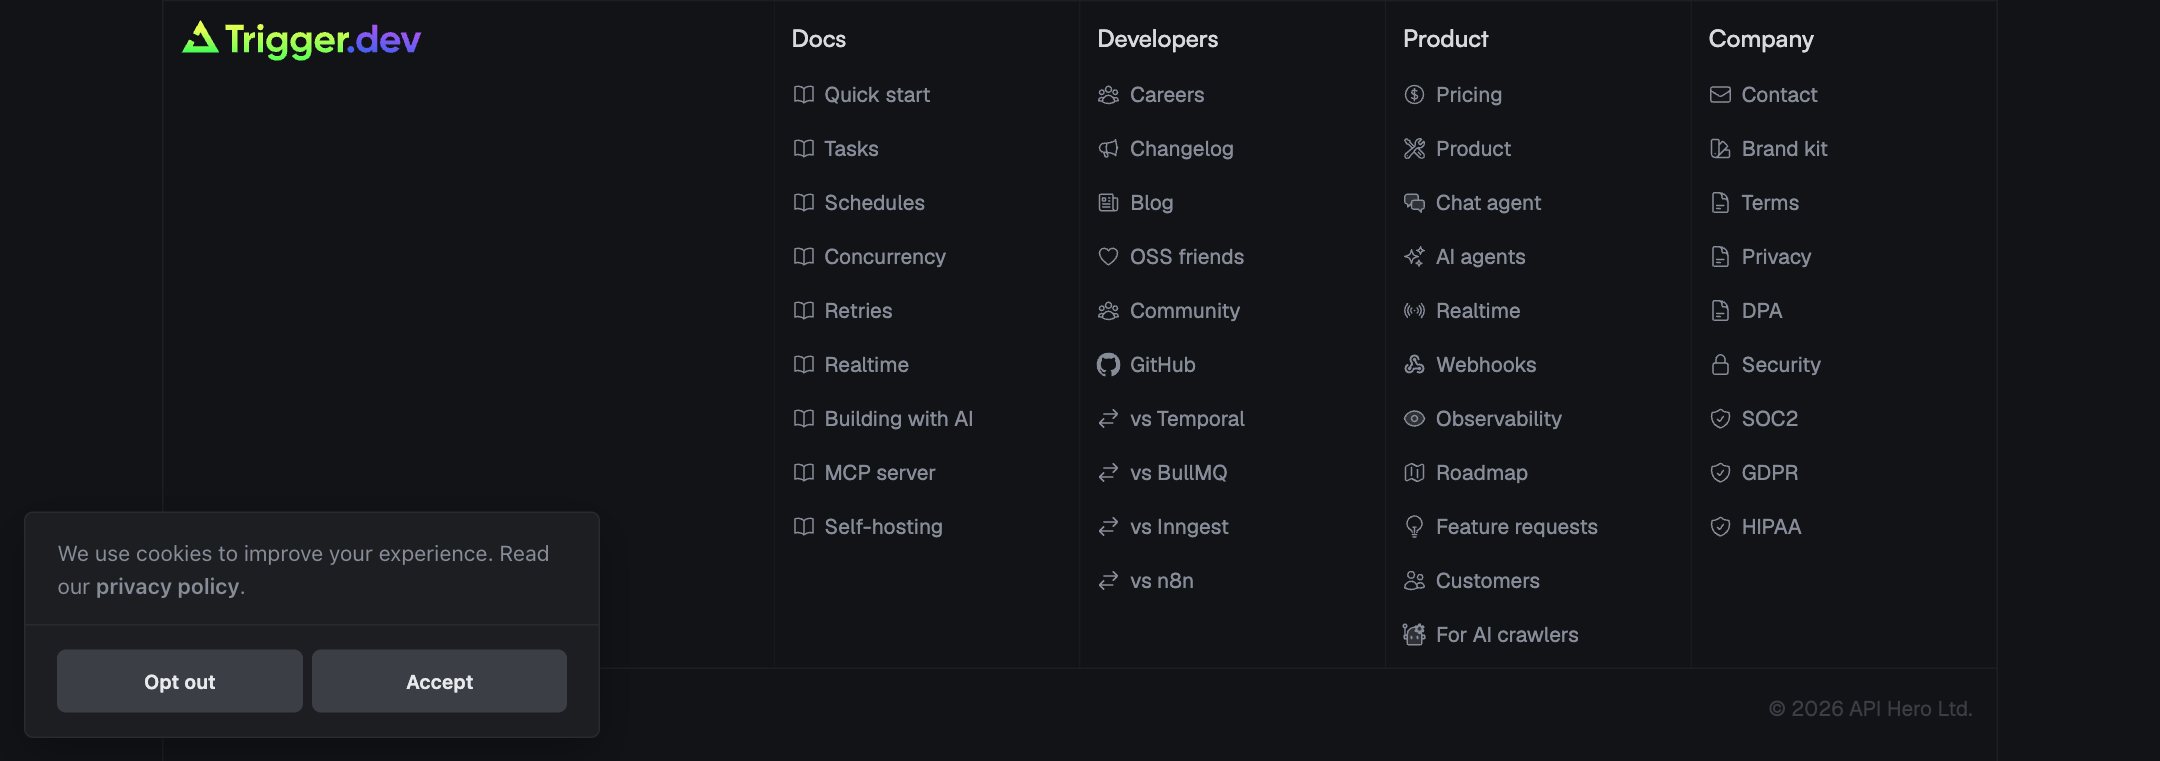 Trigger.dev
Docs
Quick start
Tasks
Schedules
Concurrency
Retries
Realtime
Building with AI
MCP server
Self-hosting
Developers
Careers
Changelog
Blog
OSS friends
Community
GitHub
vs Temporal
vs BullMQ
vs Inngest
vs n8n
Product
Pricing
Product
Chat agent
AI agents
Realtime
Webhooks
Observability
Roadmap
Feature requests
Customers
For AI crawlers
Company
Contact
Brand kit
Terms
Privacy
DPA
Security
SOC2
GDPR
HIPAA
We use cookies to improve your experience. Read
our privacy policy.
Opt out
Accept
© 2026 API Hero Ltd.